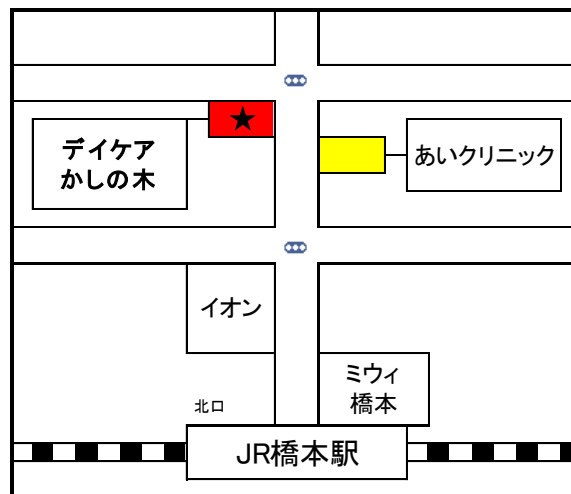 ★
デイケア
かしの木
あいクリニック
イオン
ミウィ
橋本
北口
JR橋本駅